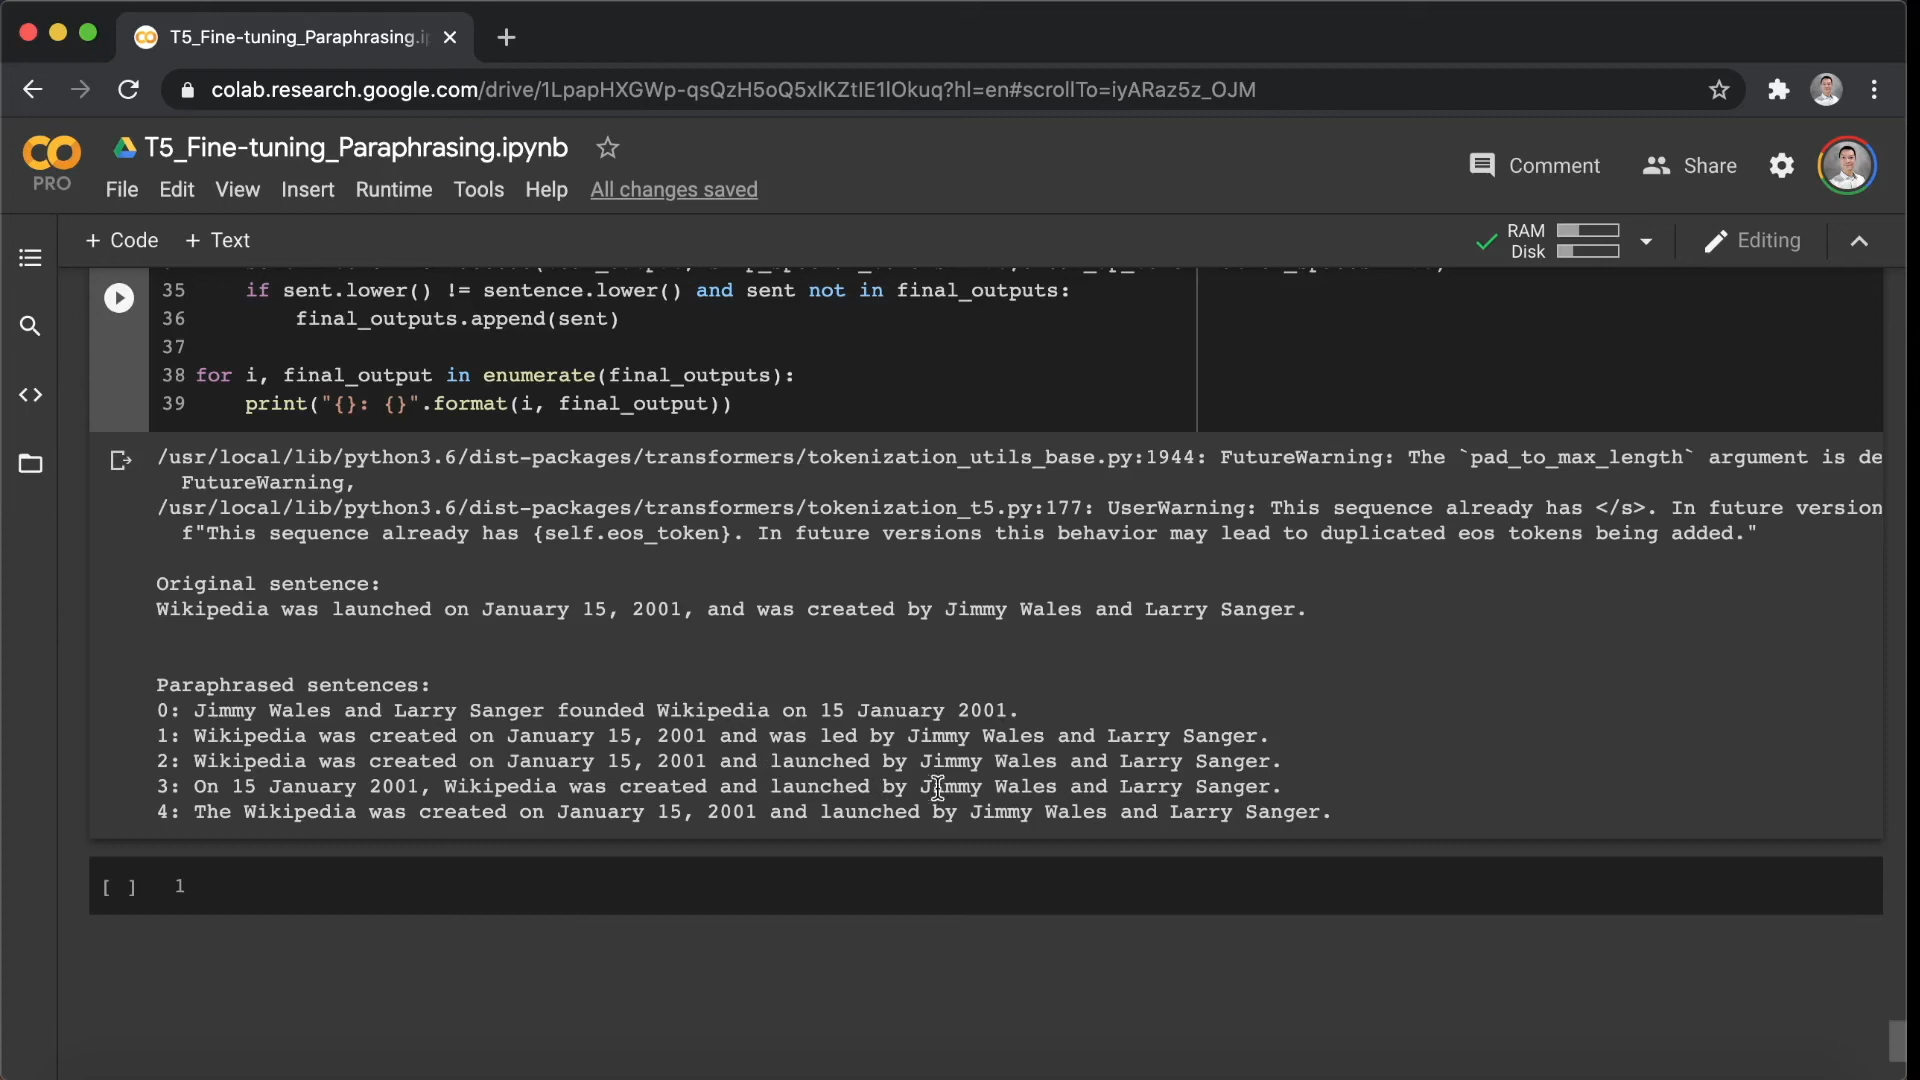 T5_Fine-tuning_Paraphrasing.i
colab.research.google.com/drive/1LpapHXGWp-qsQzH5oQ5xlKZtIE1lOkuq?hl=en#scrollTo=iyARaz5z_OJM
CO
PRO
T5_Fine-tuning_Paraphrasing.ipynb
File Edit View Insert Runtime Tools Help All changes saved
Comment Share
+ Code + Text
RAM
Disk
Editing
35 if sent.lower() != sentence.lower() and sent not in final_outputs:
36 final_outputs.append(sent)
37
38 for i, final_output in enumerate(final_outputs):
39 print("{}: {}".format(i, final_output))
/usr/local/lib/python3.6/dist-packages/transformers/tokenization_utils_base.py:1944: FutureWarning: The `pad_to_max_length` argument is de
FutureWarning,
/usr/local/lib/python3.6/dist-packages/transformers/tokenization_t5.py:177: UserWarning: This sequence already has </s>. In future version
f"This sequence already has {self.eos_token}. In future versions this behavior may lead to duplicated eos tokens being added."
Original sentence:
Wikipedia was launched on January 15, 2001, and was created by Jimmy Wales and Larry Sanger.
Paraphrased sentences:
0: Jimmy Wales and Larry Sanger founded Wikipedia on 15 January 2001.
1: Wikipedia was created on January 15, 2001 and was led by Jimmy Wales and Larry Sanger.
2: Wikipedia was created on January 15, 2001 and launched by Jimmy Wales and Larry Sanger.
3: On 15 January 2001, Wikipedia was created and launched by Jimmy Wales and Larry Sanger.
4: The Wikipedia was created on January 15, 2001 and launched by Jimmy Wales and Larry Sanger.
[ ] 1